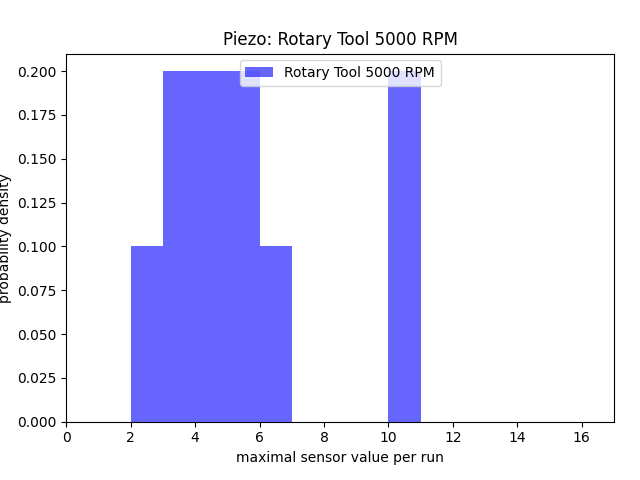 Piezo: Rotary Tool 5000 RPM
Rotary Tool 5000 RPM
0.200
0.175
0.150
0.125
0.100
0.075
0.050
0.025
0.000
probability density
0 2 4 6 8 10 12 14 16
maximal sensor value per run